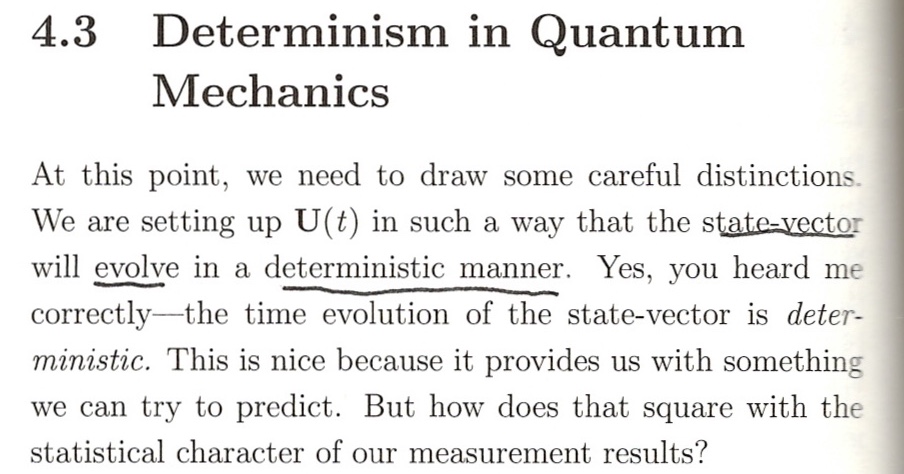 4.3 Determinism in Quantum
Mechanics
At this point, we need to draw some careful distinctions.
We are setting up U(t) in such a way that the state-vector
will evolve in a deterministic manner. Yes, you heard me
correctly—the time evolution of the state-vector is deter-
ministic. This is nice because it provides us with something
we can try to predict. But how does that square with the
statistical character of our measurement results?